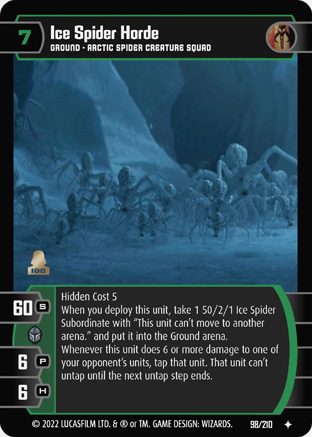 7
Ice Spider Horde
GROUND - ARCTIC SPIDER CREATURE SQUAD
IDC
60 S
6 P
6 H
Hidden Cost 5
When you deploy this unit, take 1 50/2/1 Ice Spider
Subordinate with “This unit can’t move to another
arena.” and put it into the Ground arena.
Whenever this unit does 6 or more damage to one of
your opponent’s units, tap that unit. That unit can’t
untap until the next untap step ends.
© 2022 LUCASFILM LTD. & ® or TM. GAME DESIGN: WIZARDS.
98/210